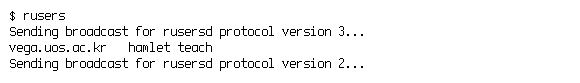 $ rusers
Sending broadcast for rusersd protocol version 3...
vega.uos.ac.kr   hamlet teach
Sending broadcast for rusersd protocol version 2...